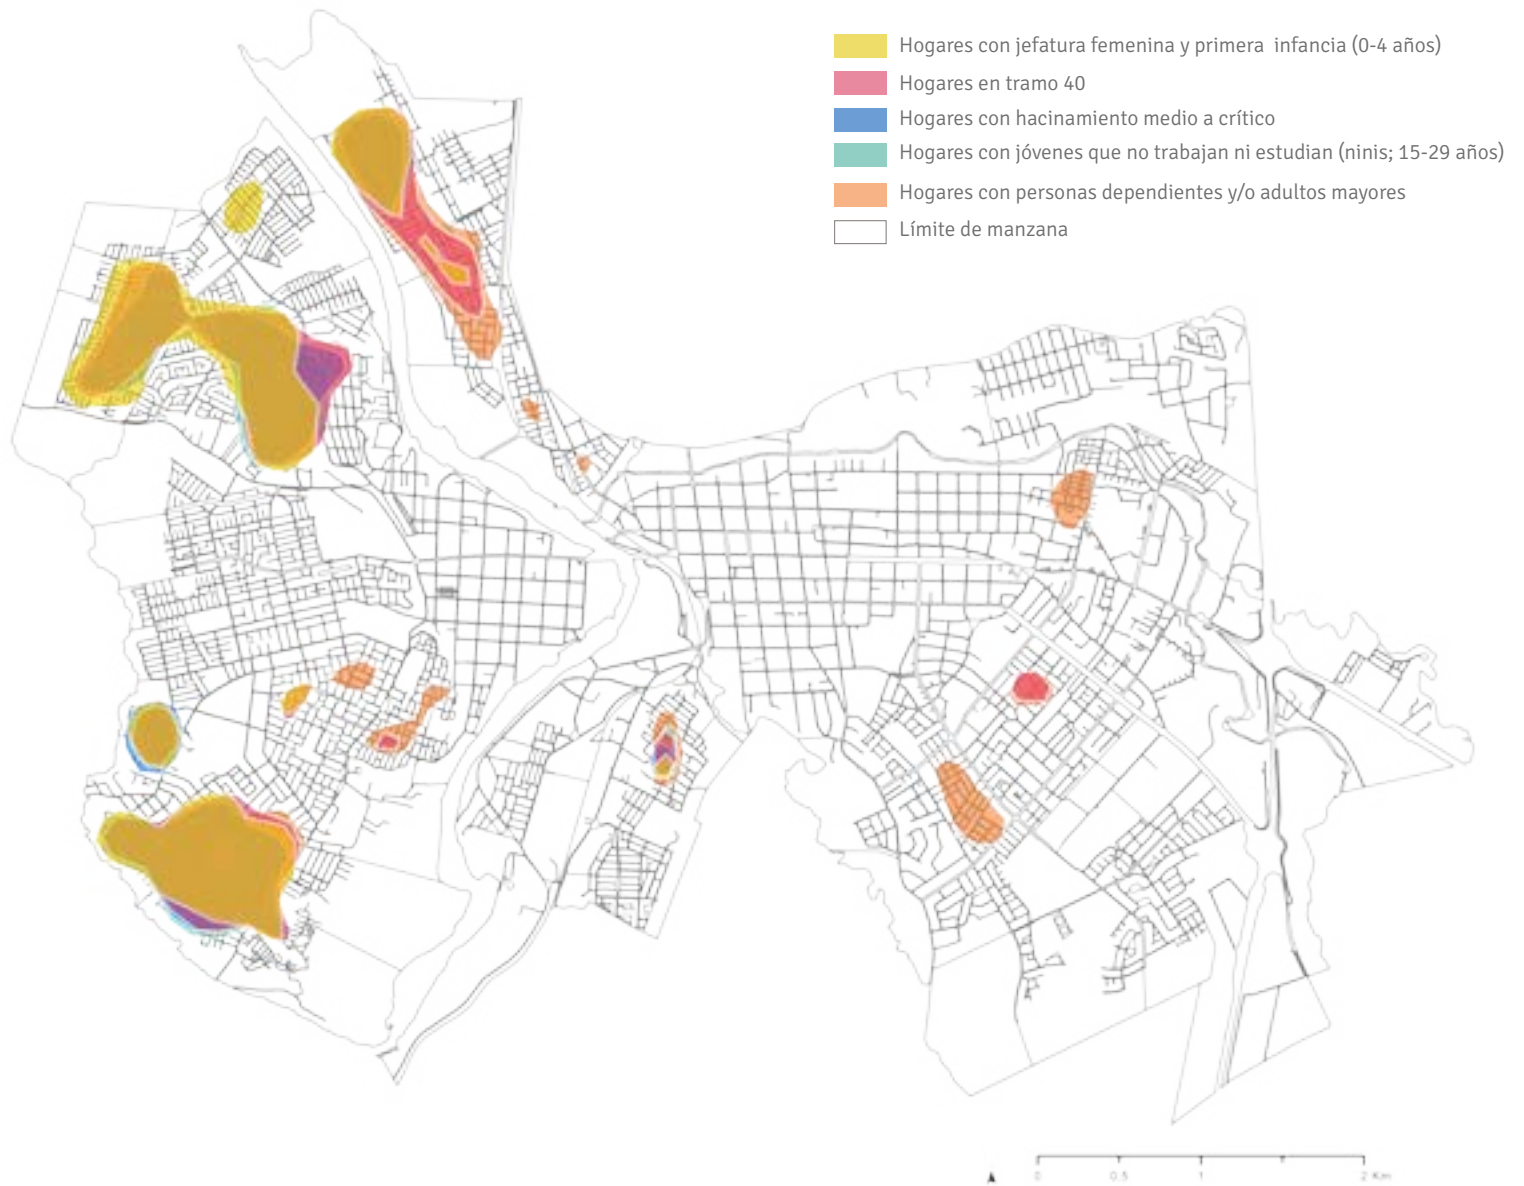 Hogares con jefatura femenina y primera infancia (0-4 años)
Hogares en tramo 40
Hogares con hacinamiento medio a crítico
Hogares con jóvenes que no trabajan ni estudian (ninis; 15-29 años)
Hogares con personas dependientes y/o adultos mayores
Límite de manzana
0 0.5 1 2 Km